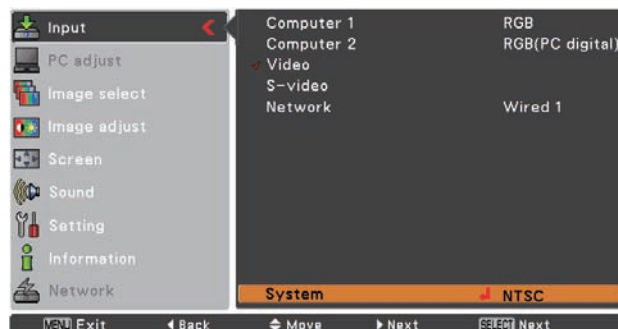 Input
PC adjust
Image select
Image adjust
Screen
Sound
Setting
Information
Network
Computer 1 RGB
Computer 2 RGB(PC digital)
Video
S-video
Network Wired 1
System NTSC
MENU Exit Back Move Next SELECT Next